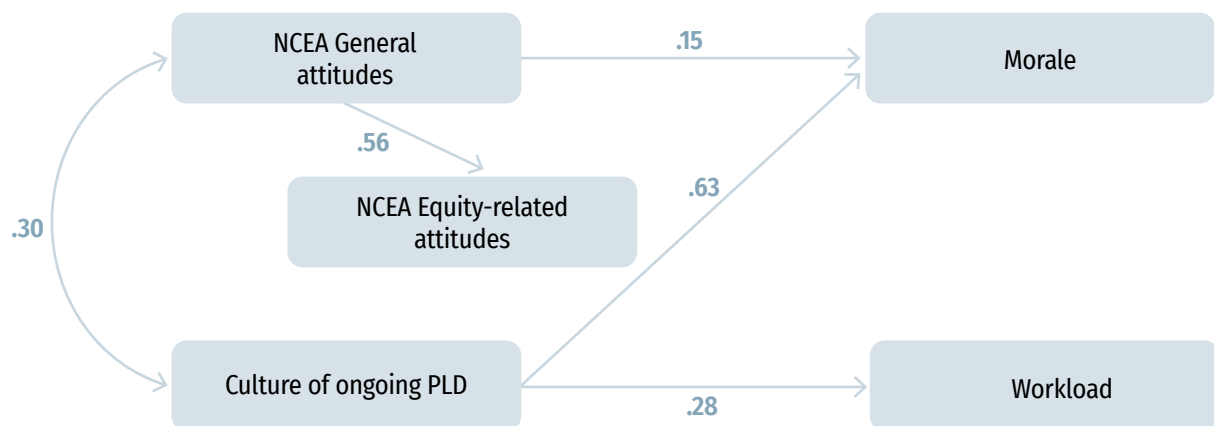 NCEA General
attitudes
.15
Morale
.56
NCEA Equity-related
attitudes
.63
.30
Culture of ongoing PLD
.28
Workload